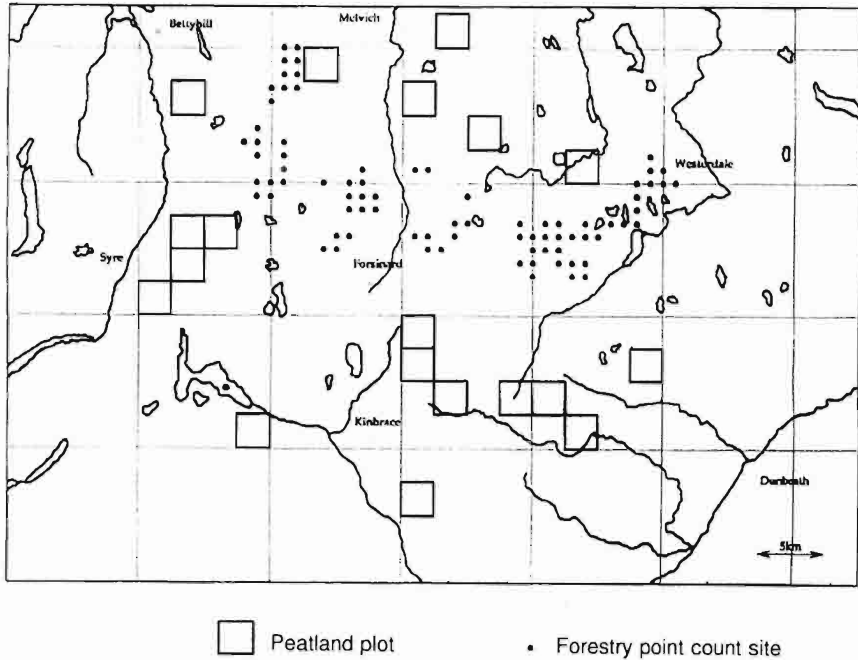 Bettyhill
Melvich
Westerdale
Syre
Forsinard
Kinbrace
Dunbeath
5km
Peatland plot
Forestry point count site